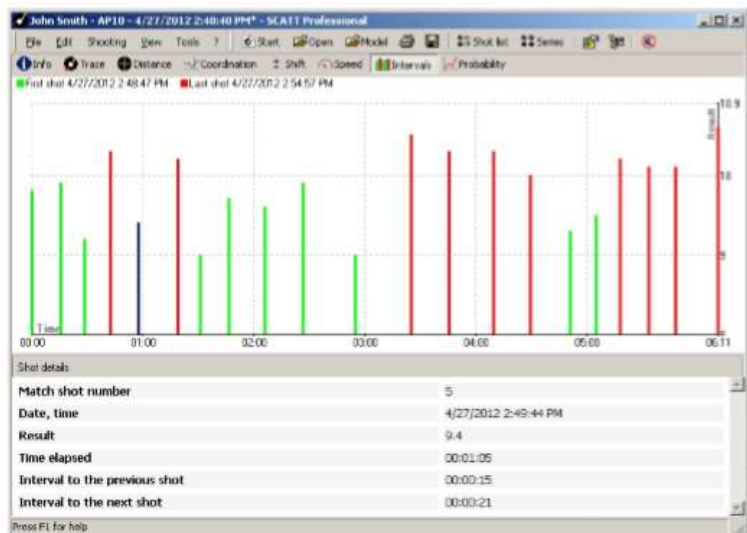 John Smith - AP10 - 4/27/2012 2:40:40 PM* - SCATT Professional
File Edit Shooting View Tools ? Start Open Model Shot list Series
Info Trace Distance Coordination Shift Speed Intervals Probability
First shot 4/27/2012 2:48:47 PM Last shot 4/27/2012 2:54:57 PM
10.9
Result
10
9
8
Time
00:00 01:00 02:00 03:00 04:00 05:00 06:11
Shot details
Match shot number 5
Date, time 4/27/2012 2:49:44 PM
Result 9.4
Time elapsed 00:01:05
Interval to the previous shot 00:00:15
Interval to the next shot 00:00:21
Press F1 for help